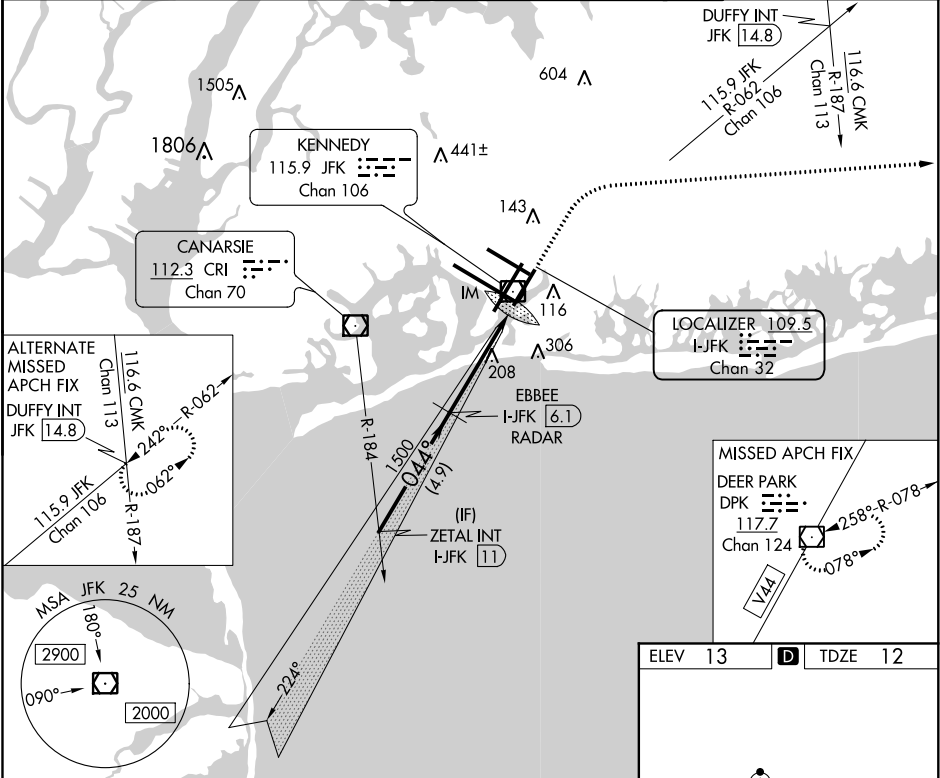 DUFFY INT
JFK 14.8
115.9 JFK
R-062
Chan 106
116.6 CMK
R-187
Chan 113
1505
604
1806
KENNEDY
115.9 JFK
Chan 106
441±
143
CANARSIE
112.3 CRI
Chan 70
IM
116
LOCALIZER 109.5
I-JFK
Chan 32
306
208
ALTERNATE
MISSED
APCH FIX
DUFFY INT
JFK 14.8
116.6 CMK
Chan 113
242°
R-062
062°
115.9 JFK
Chan 106
R-187
R-184
1500
044°
(4.9)
EBBEE
I-JFK 6.1
RADAR
(IF)
ZETAL INT
I-JFK 11
224°
MISSED APCH FIX
DEER PARK
DPK
117.7
Chan 124
258°
R-078
078°
V44
MSA JFK 25 NM
180°
2900
090°
2000
ELEV 13 D TDZE 12